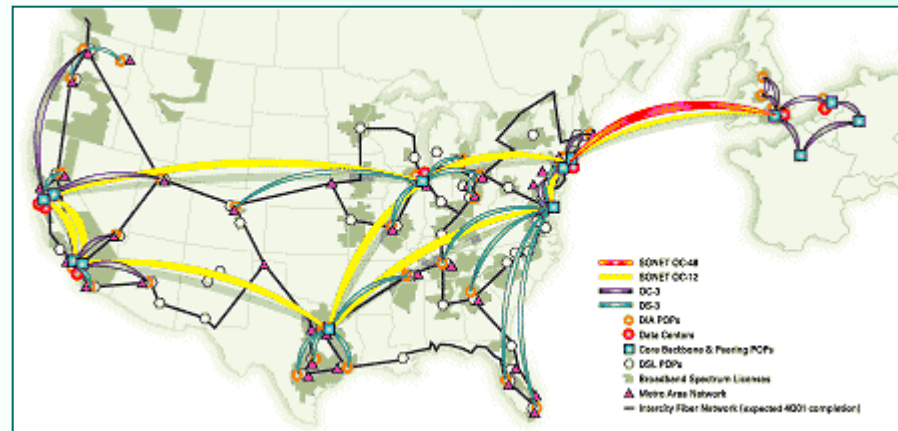 SONET OC-48
SONET OC-12
OC-3
DS-3
DIA POPs
Data Centers
Core Backbone & Peering POPs
DSL POPs
Broadband Spectrum Licenses
Metro Area Network
Intercity Fiber Network (expected 4Q01 completion)